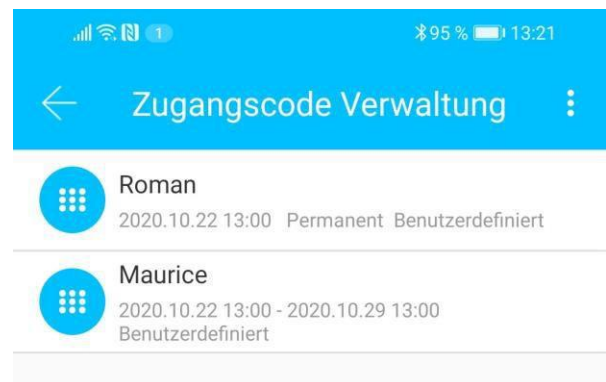 1 95 % 13:21
Zugangscode Verwaltung
Roman
2020.10.22 13:00 Permanent Benutzerdefiniert
Maurice
2020.10.22 13:00 - 2020.10.29 13:00
Benutzerdefiniert